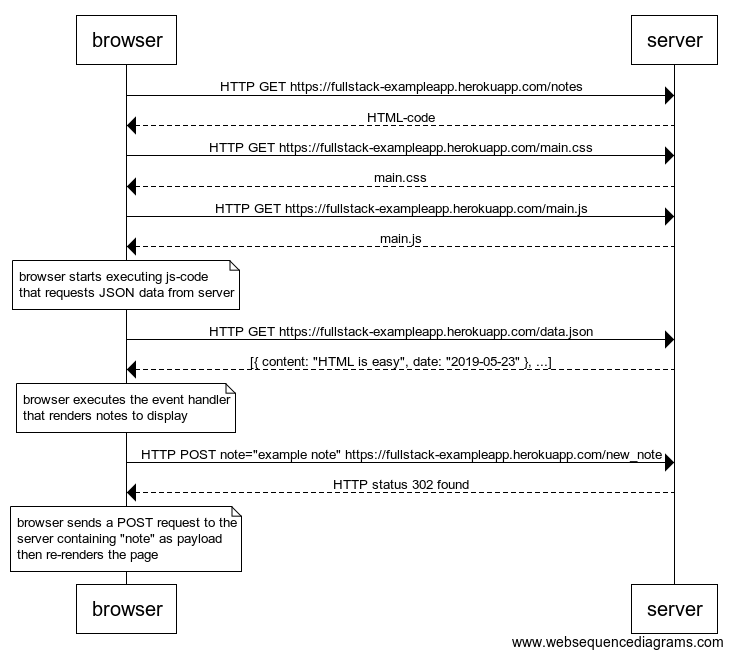 browser
server
HTTP GET https://fullstack-exampleapp.herokuapp.com/notes
HTML-code
HTTP GET https://fullstack-exampleapp.herokuapp.com/main.css
main.css
HTTP GET https://fullstack-exampleapp.herokuapp.com/main.js
main.js
browser starts executing js-code
that requests JSON data from server
HTTP GET https://fullstack-exampleapp.herokuapp.com/data.json
[{ content: "HTML is easy", date: "2019-05-23" }, ...]
browser executes the event handler
that renders notes to display
HTTP POST note="example note" https://fullstack-exampleapp.herokuapp.com/new_note
HTTP status 302 found
browser sends a POST request to the
server containing "note" as payload
then re-renders the page
browser
server
www.websequencediagrams.com